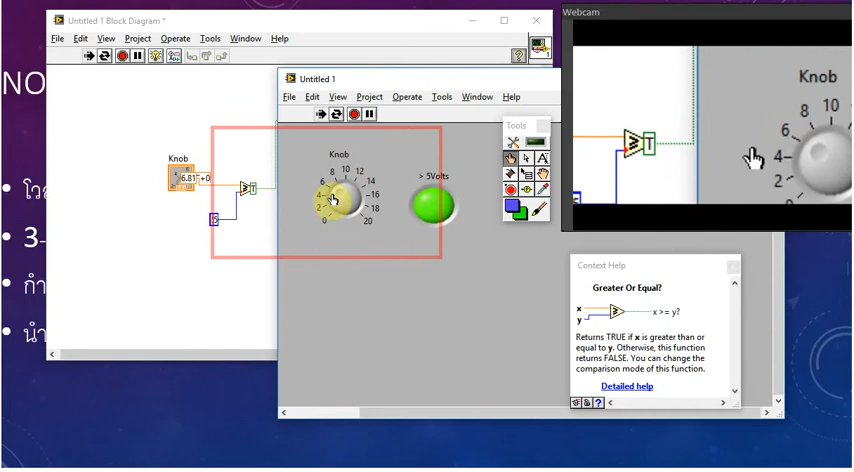 Untitled 1 Block Diagram *
File Edit View Project Operate Tools Window Help
NO
Knob
6.81+0
T
5
3-
Untitled 1
File Edit View Project Operate Tools Window Help
Knob
0 2 4 6 8 10 12 14 16 18 20
> 5Volts
Tools
Webcam
T
Knob
4 6 8 10
Context Help
Greater Or Equal?
x
y
x >= y?
Returns TRUE if x is greater than or
equal to y. Otherwise, this function
returns FALSE. You can change the
comparison mode of this function.
Detailed help